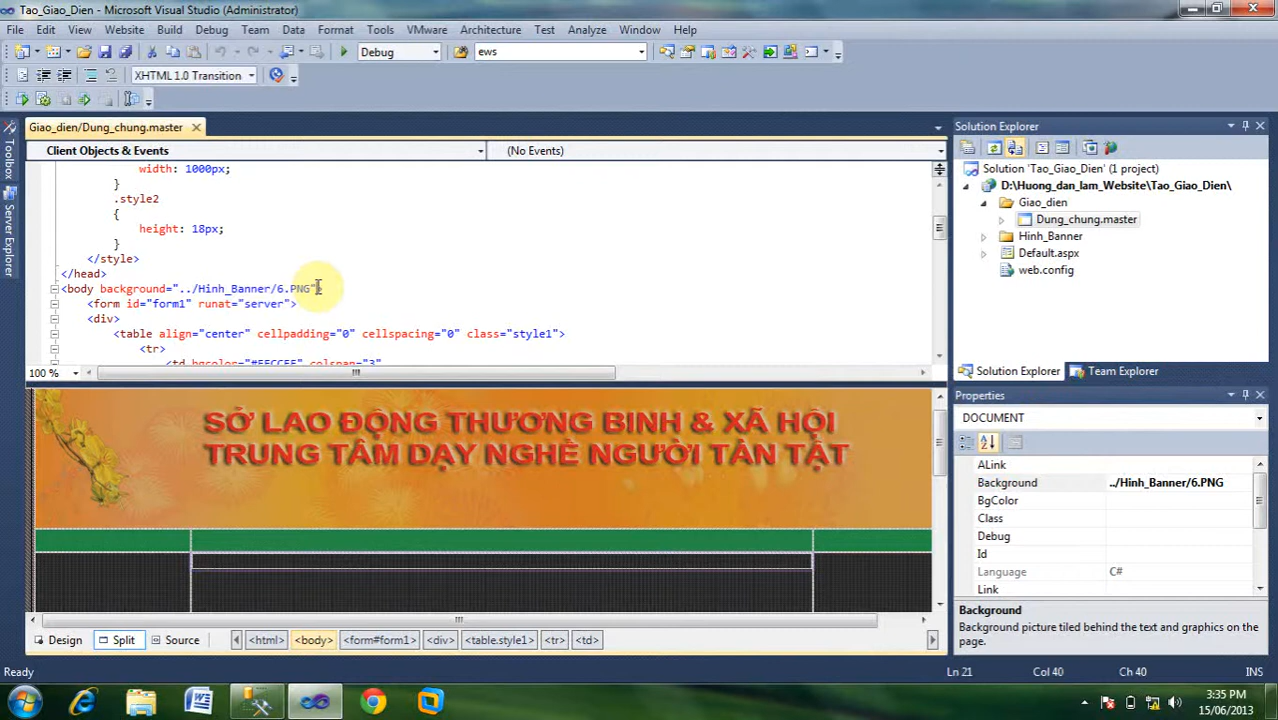 Tao_Giao_Dien - Microsoft Visual Studio (Administrator)
File Edit View Website Build Debug Team Data Format Tools VMware Architecture Test Analyze Window Help
Debug ews
XHTML 1.0 Transition
Giao_dien/Dung_chung.master
Client Objects & Events (No Events)
width: 1000px;
}
.style2
{
height: 18px;
}
</style>
</head>
<body background="../Hinh_Banner/6.PNG">
<form id="form1" runat="server">
<div>
<table align="center" cellpadding="0" cellspacing="0" class="style1">
<tr>
100 %
SỞ LAO ĐỘNG THƯƠNG BINH & XÃ HỘI
TRUNG TÂM DẠY NGHỀ NGƯỜI TÀN TẬT
Design Split Source <html> <body> <form#form1> <div> <table.style1> <tr> <td>
Toolbox
Server Explorer
Solution Explorer
Solution 'Tao_Giao_Dien' (1 project)
D:\Huong_dan_lam_Website\Tao_Giao_Dien\
Giao_dien
Dung_chung.master
Hinh_Banner
Default.aspx
web.config
Solution Explorer Team Explorer
Properties
DOCUMENT
ALink
Background ../Hinh_Banner/6.PNG
BgColor
Class
Debug
Id
Language C#
Link
Background
Background picture tiled behind the text and graphics on the page.
Ready Ln 21 Col 40 Ch 40 INS
3:35 PM
15/06/2013